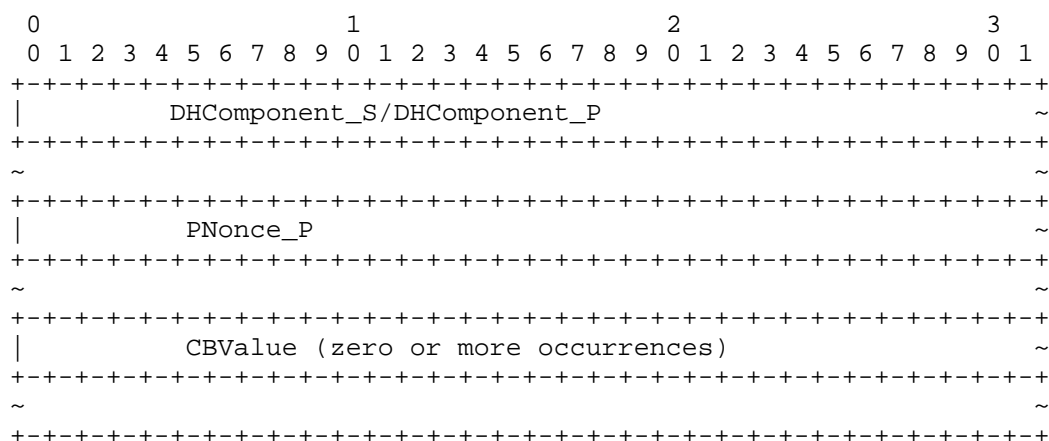 0                   1                   2                   3
 0 1 2 3 4 5 6 7 8 9 0 1 2 3 4 5 6 7 8 9 0 1 2 3 4 5 6 7 8 9 0 1
+-+-+-+-+-+-+-+-+-+-+-+-+-+-+-+-+-+-+-+-+-+-+-+-+-+-+-+-+-+-+-+-+
|         DHComponent_S/DHComponent_P                           ~
+-+-+-+-+-+-+-+-+-+-+-+-+-+-+-+-+-+-+-+-+-+-+-+-+-+-+-+-+-+-+-+-+
~                                                               ~
+-+-+-+-+-+-+-+-+-+-+-+-+-+-+-+-+-+-+-+-+-+-+-+-+-+-+-+-+-+-+-+-+
|          PNonce_P                                             ~
+-+-+-+-+-+-+-+-+-+-+-+-+-+-+-+-+-+-+-+-+-+-+-+-+-+-+-+-+-+-+-+-+
~                                                               ~
+-+-+-+-+-+-+-+-+-+-+-+-+-+-+-+-+-+-+-+-+-+-+-+-+-+-+-+-+-+-+-+-+
|          CBValue (zero or more occurrences)                   ~
+-+-+-+-+-+-+-+-+-+-+-+-+-+-+-+-+-+-+-+-+-+-+-+-+-+-+-+-+-+-+-+-+
~                                                               ~
+-+-+-+-+-+-+-+-+-+-+-+-+-+-+-+-+-+-+-+-+-+-+-+-+-+-+-+-+-+-+-+-+